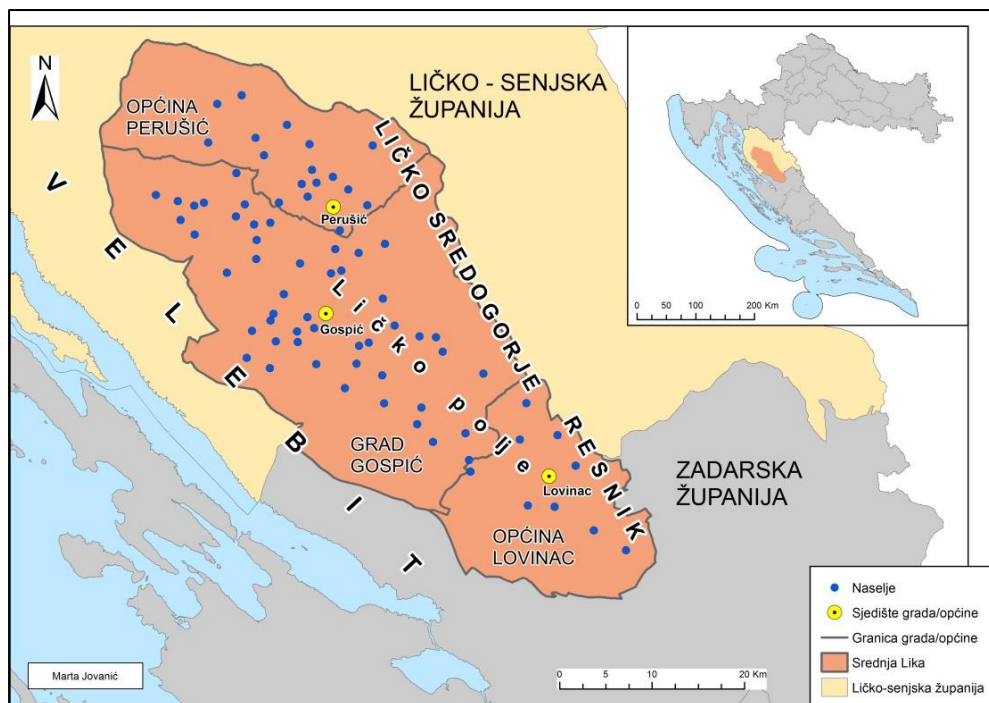 N
LIČKO - SENJSKA
ŽUPANIJA
OPĆINA
PERUŠIĆ
LIČKO SREDOGORJE
RESNIK
VELEBIT
Perušić
Ličko polje
Gospić
GRAD
GOSPIĆ
Lovinac
OPĆINA
LOVINAC
ZADARSKA
ŽUPANIJA
0 50 100 200 Km
Naselje
Sjedište grada/općine
Granica grada/općine
Srednja Lika
Ličko-senjska županija
0 5 10 20 Km
Marta Jovanić